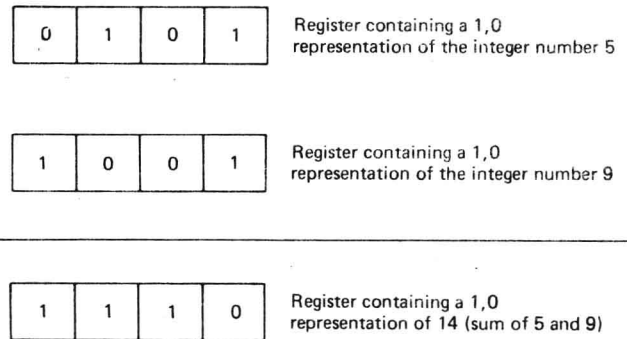 0 1 0 1
Register containing a 1,0
representation of the integer number 5
1 0 0 1
Register containing a 1,0
representation of the integer number 9
1 1 1 0
Register containing a 1,0
representation of 14 (sum of 5 and 9)